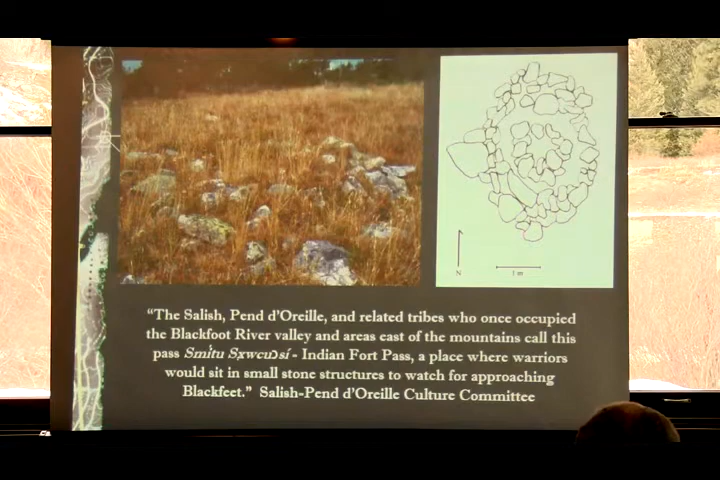 N
1 m
“The Salish, Pend d’Oreille, and related tribes who once occupied
the Blackfoot River valley and areas east of the mountains call this
pass - Indian Fort Pass, a place where warriors
would sit in small stone structures to watch for approaching
Blackfeet.” Salish-Pend d’Oreille Culture Committee